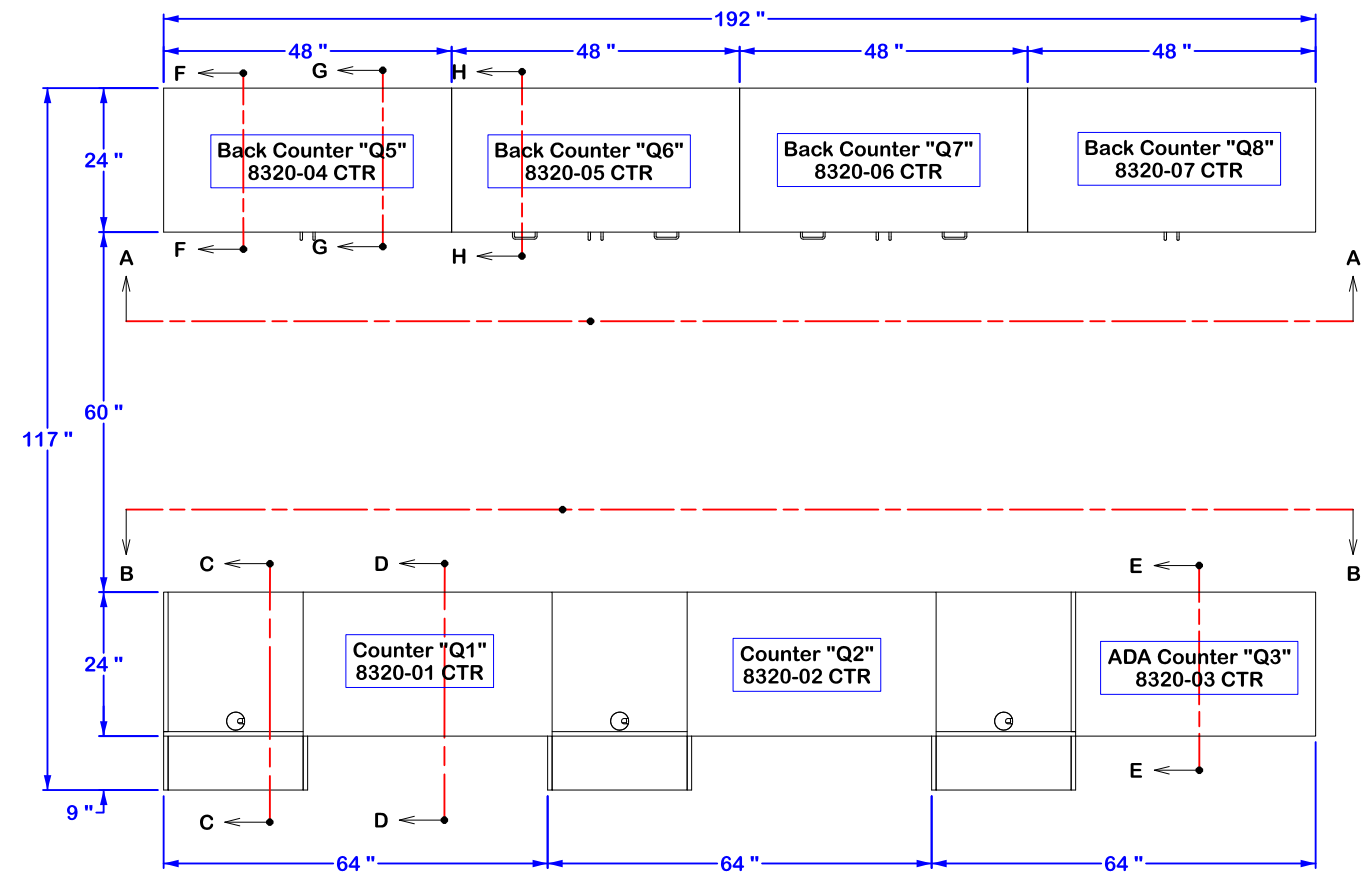 192 "
48 "
48 "
48 "
48 "
F
G
H
24 "
Back Counter "Q5"
8320-04 CTR
Back Counter "Q6"
8320-05 CTR
Back Counter "Q7"
8320-06 CTR
Back Counter "Q8"
8320-07 CTR
F
G
H
A
A
60 "
117 "
B
B
C
D
E
24 "
Counter "Q1"
8320-01 CTR
Counter "Q2"
8320-02 CTR
ADA Counter "Q3"
8320-03 CTR
E
9 "
C
D
64 "
64 "
64 "